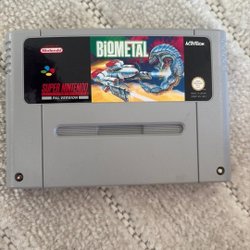 Nintendo
BIOMETAL
ACTIVISION
SUPER NINTENDO
PAL VERSION